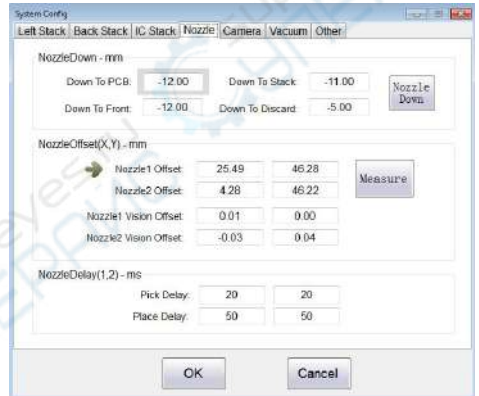 System Config
Left Stack Back Stack IC Stack Nozzle Camera Vacuum Other
NozzleDown - mm
Down To PCB: -12.00 Down To Stack: -11.00 Nozzle Down
Down To Front: -12.00 Down To Discard: -5.00
NozzleOffset(X,Y) - mm
Nozzle1 Offset: 25.49 46.28
Measure
Nozzle2 Offset: 4.28 46.22
Nozzle1 Vision Offset: 0.01 0.00
Nozzle2 Vision Offset: -0.03 0.04
NozzleDelay(1,2) - ms
Pick Delay: 20 20
Place Delay: 50 50
OK Cancel